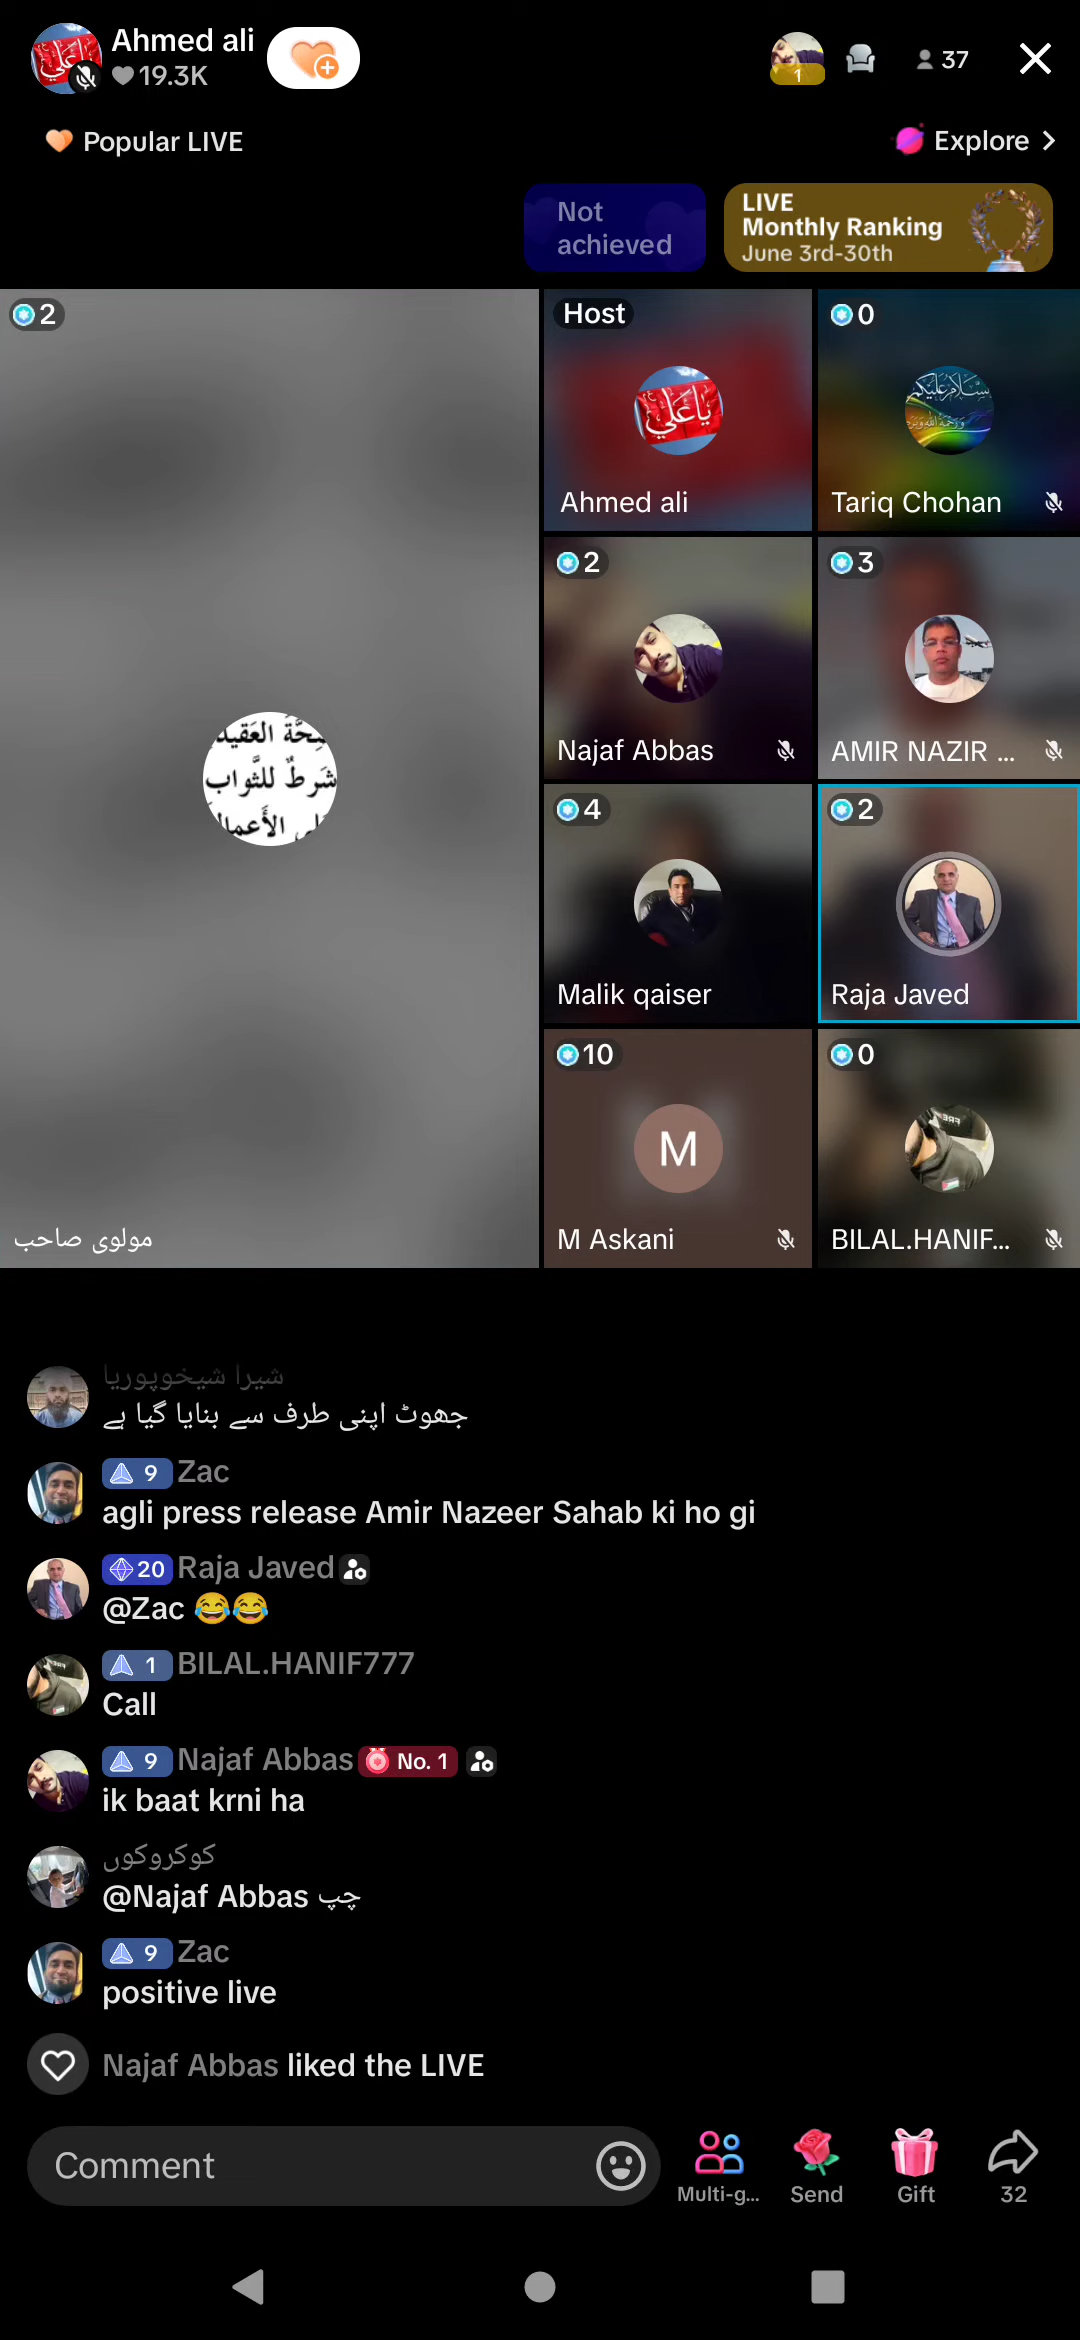 Ahmed ali
19.3K
1
37
Popular LIVE
Explore
Not
achieved
LIVE
Monthly Ranking
June 3rd-30th
2
شَرطٌ للثَّواب
مولوی صاحب
Host
ياعلي
Ahmed ali
0
Tariq Chohan
2
Najaf Abbas
3
AMIR NAZIR ...
4
Malik qaiser
2
Raja Javed
10
M
M Askani
0
BILAL.HANIF...
شیرا شیخوپوریا
جھوٹ اپنی طرف سے بنایا گیا ہے
9 Zac
agli press release Amir Nazeer Sahab ki ho gi
20 Raja Javed
@Zac 😂😂
1 BILAL.HANIF777
Call
9 Najaf Abbas No. 1
ik baat krni ha
کوکروکوں
@Najaf Abbas چپ
9 Zac
positive live
Najaf Abbas liked the LIVE
Comment
Multi-g...
Send
Gift
32